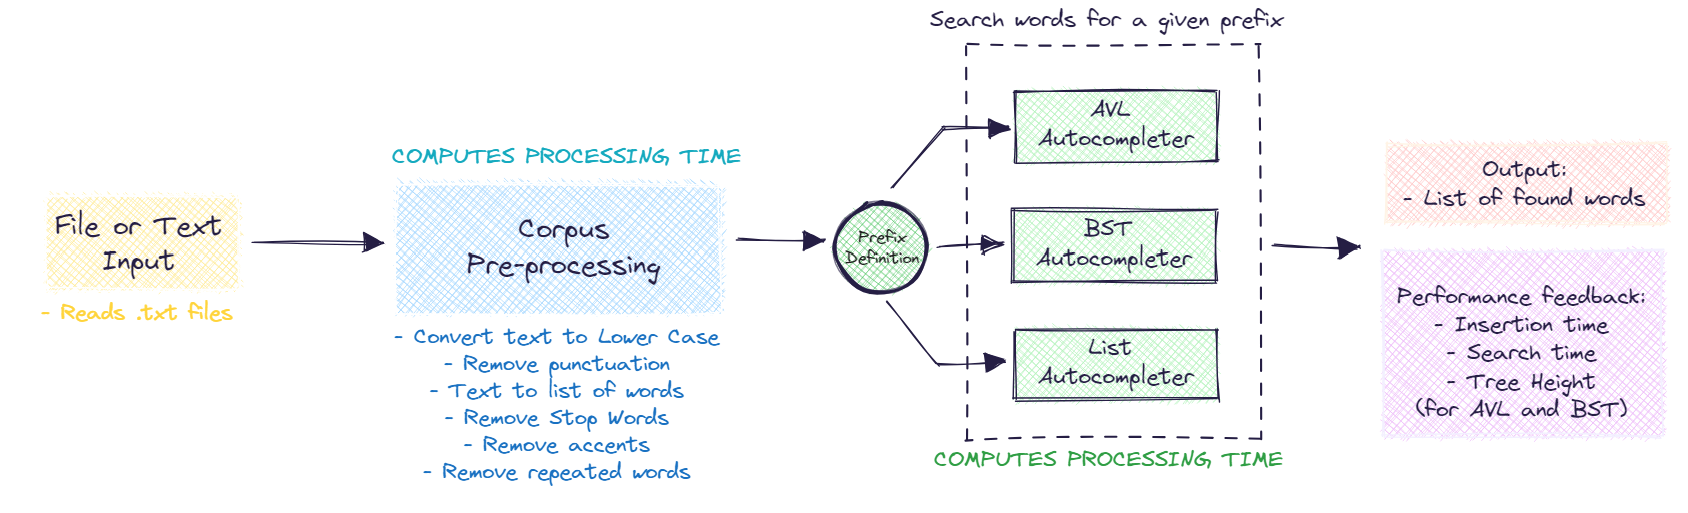 Search words for a given prefix
AVL
Autocompleter
COMPUTES PROCESSING TIME
Output:
- List of found words
File or Text
Input
- Reads .txt files
Corpus
Pre-processing
- Convert text to Lower Case
- Remove punctuation
- Text to list of words
- Remove Stop Words
- Remove accents
- Remove repeated words
Prefix
Definition
BST
Autocompleter
List
Autocompleter
COMPUTES PROCESSING TIME
Performance feedback:
- Insertion time
- Search time
- Tree Height
(for AVL and BST)